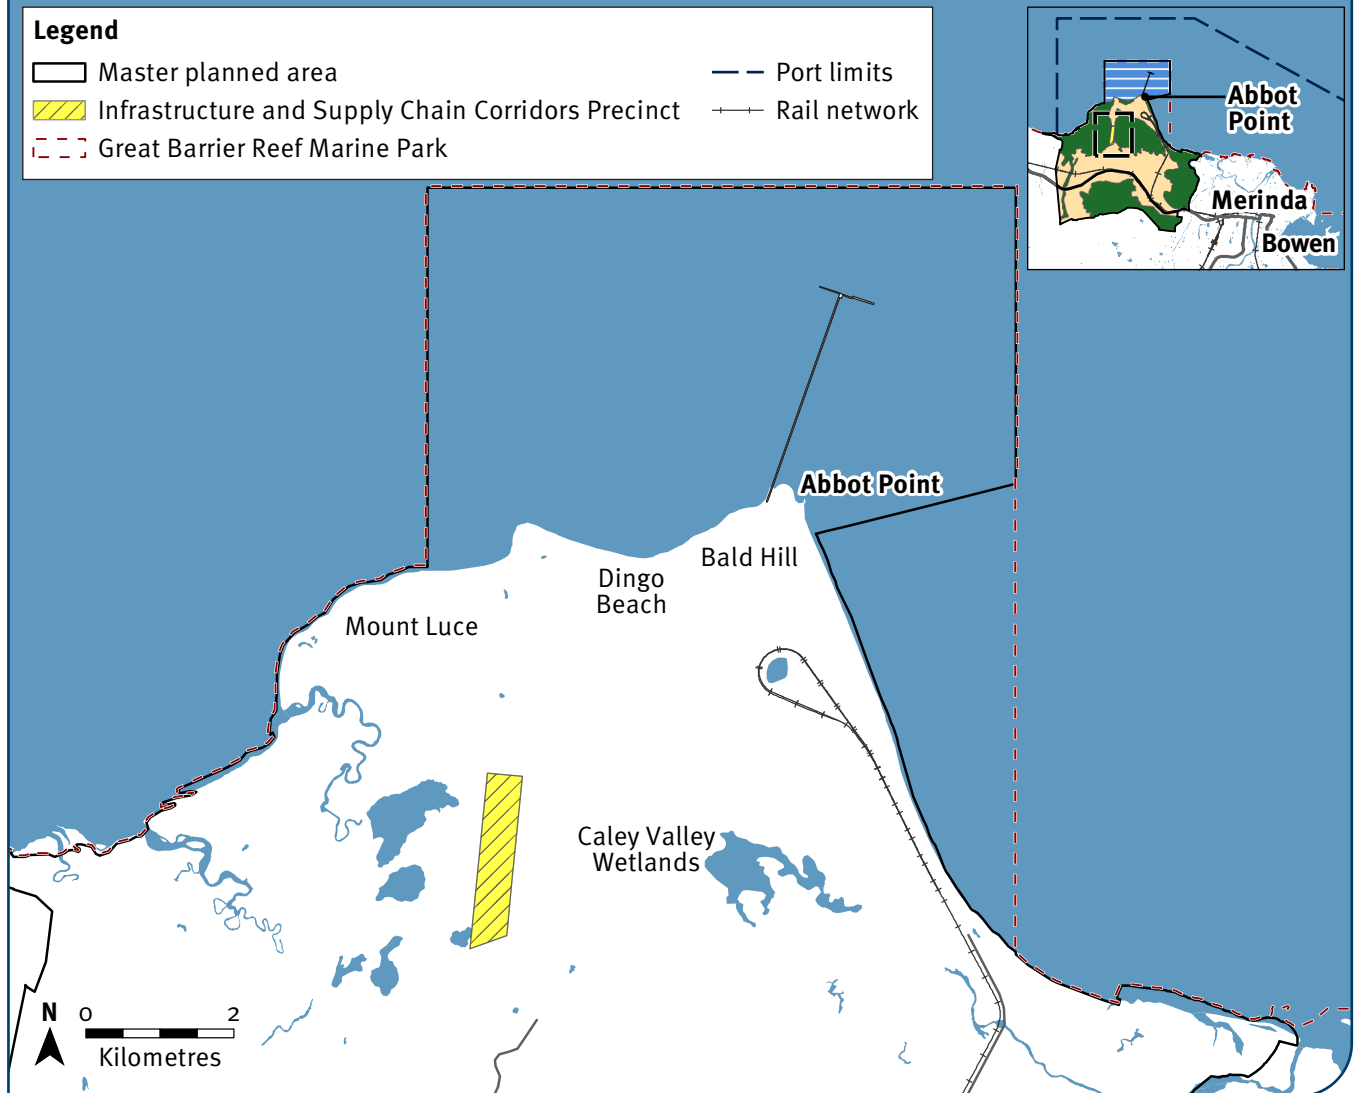 Legend
Master planned area
Infrastructure and Supply Chain Corridors Precinct
Great Barrier Reef Marine Park
Port limits
Rail network
Abbot
Point
Merinda
Bowen
Abbot Point
Bald Hill
Dingo
Beach
Mount Luce
Caley Valley
Wetlands
N
0 2
Kilometres